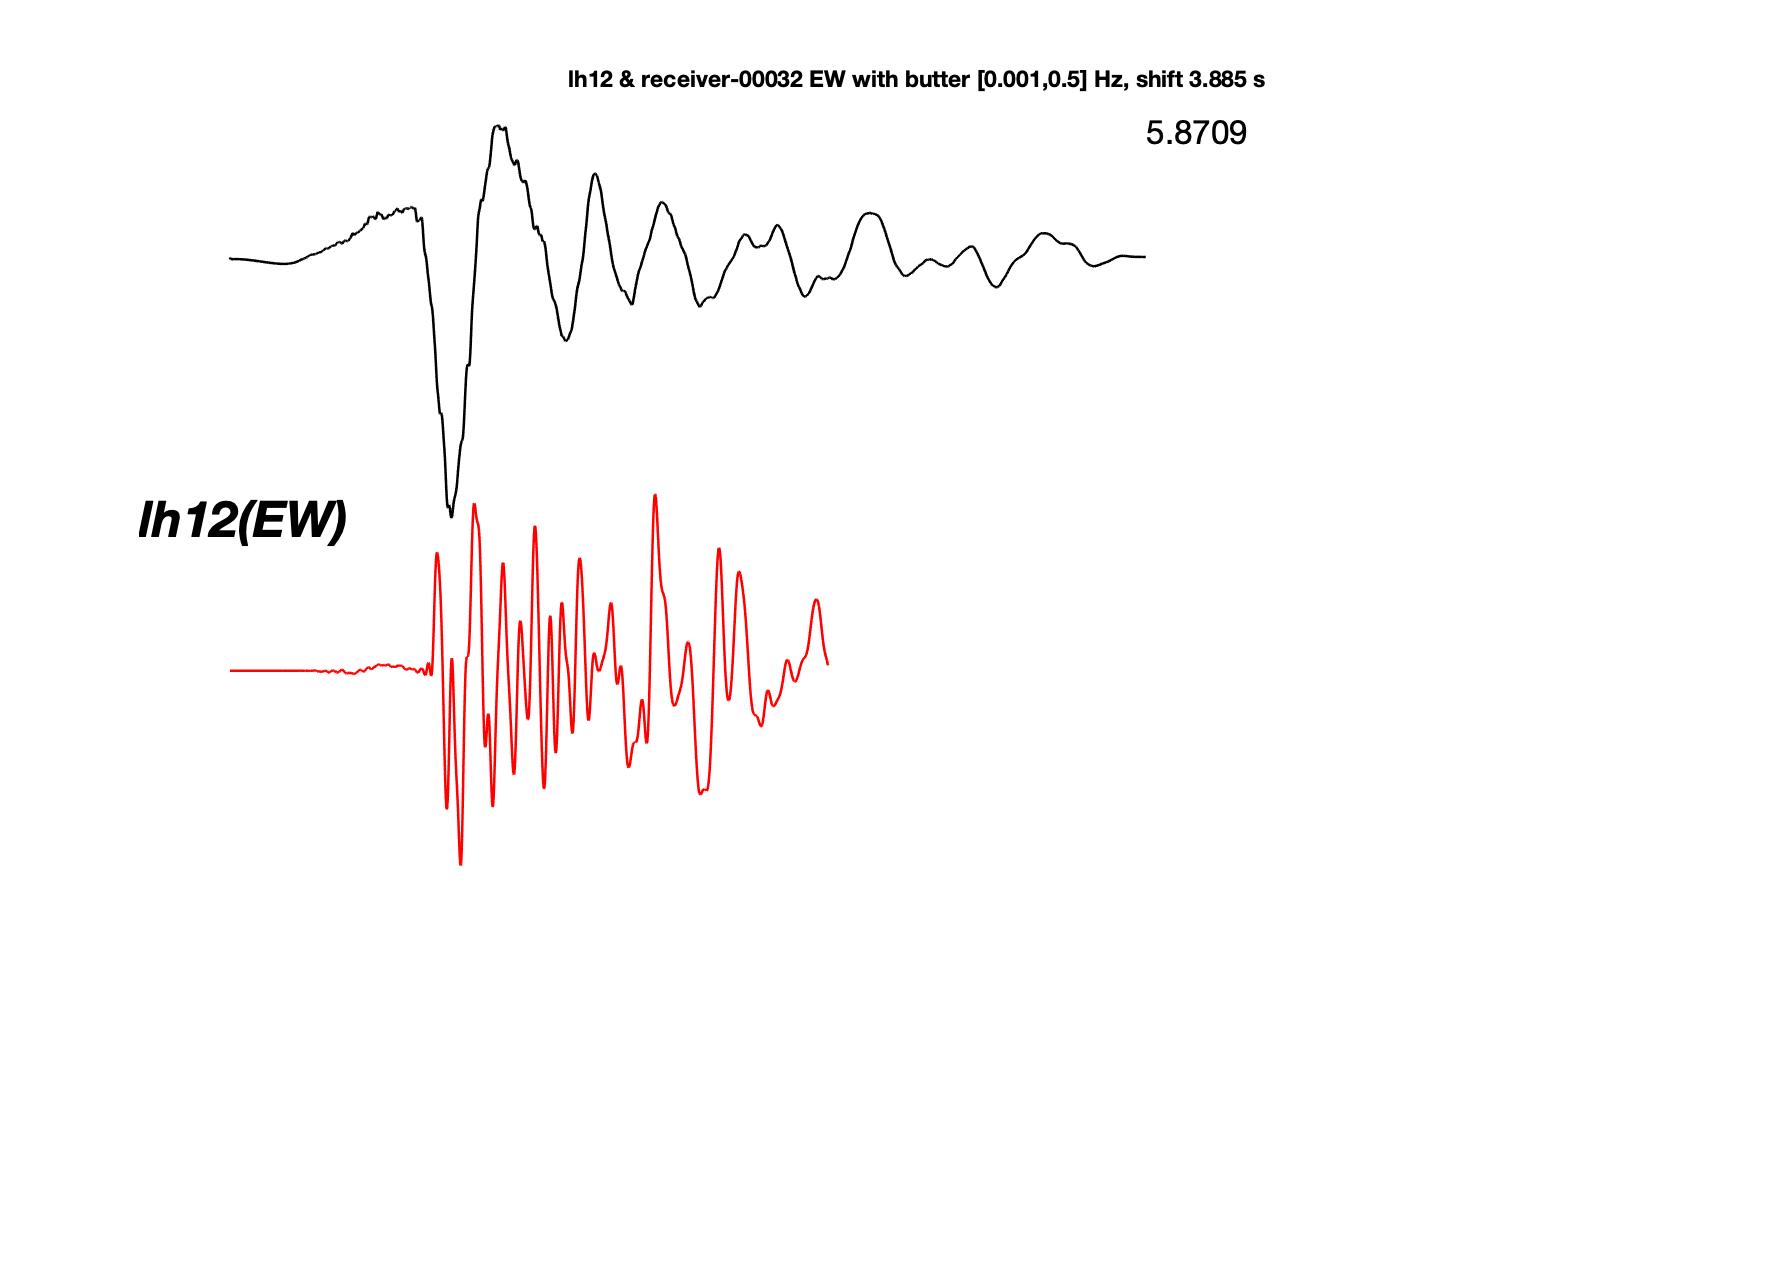 lh12 & receiver-00032 EW with butter [0.001,0.5] Hz, shift 3.885 s
5.8709
lh12(EW)